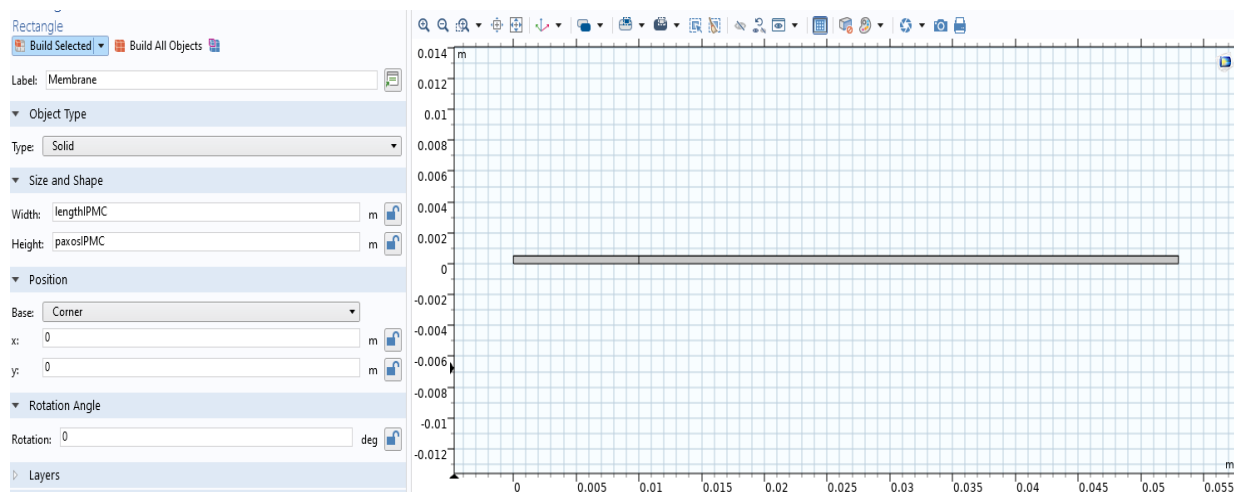 Rectangle
Build Selected Build All Objects
Label: Membrane
Object Type
Type: Solid
Size and Shape
Width: lengthIPMC m
Height: paxosIPMC m
Position
Base: Corner
x: 0 m
y: 0 m
Rotation Angle
Rotation: 0 deg
Layers
m
0.014
0.012
0.01
0.008
0.006
0.004
0.002
0
-0.002
-0.004
-0.006
-0.008
-0.01
-0.012
m
0 0.005 0.01 0.015 0.02 0.025 0.03 0.035 0.04 0.045 0.05 0.055